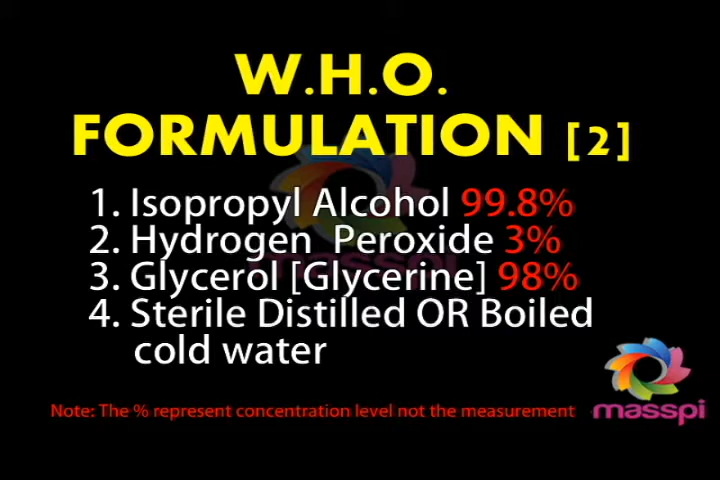 W.H.O.
FORMULATION [2]
1. Isopropyl Alcohol 99.8%
2. Hydrogen Peroxide 3%
3. Glycerol [Glycerine] 98%
4. Sterile Distilled OR Boiled
cold water
Note: The % represent concentration level not the measurement
masspi
masspi